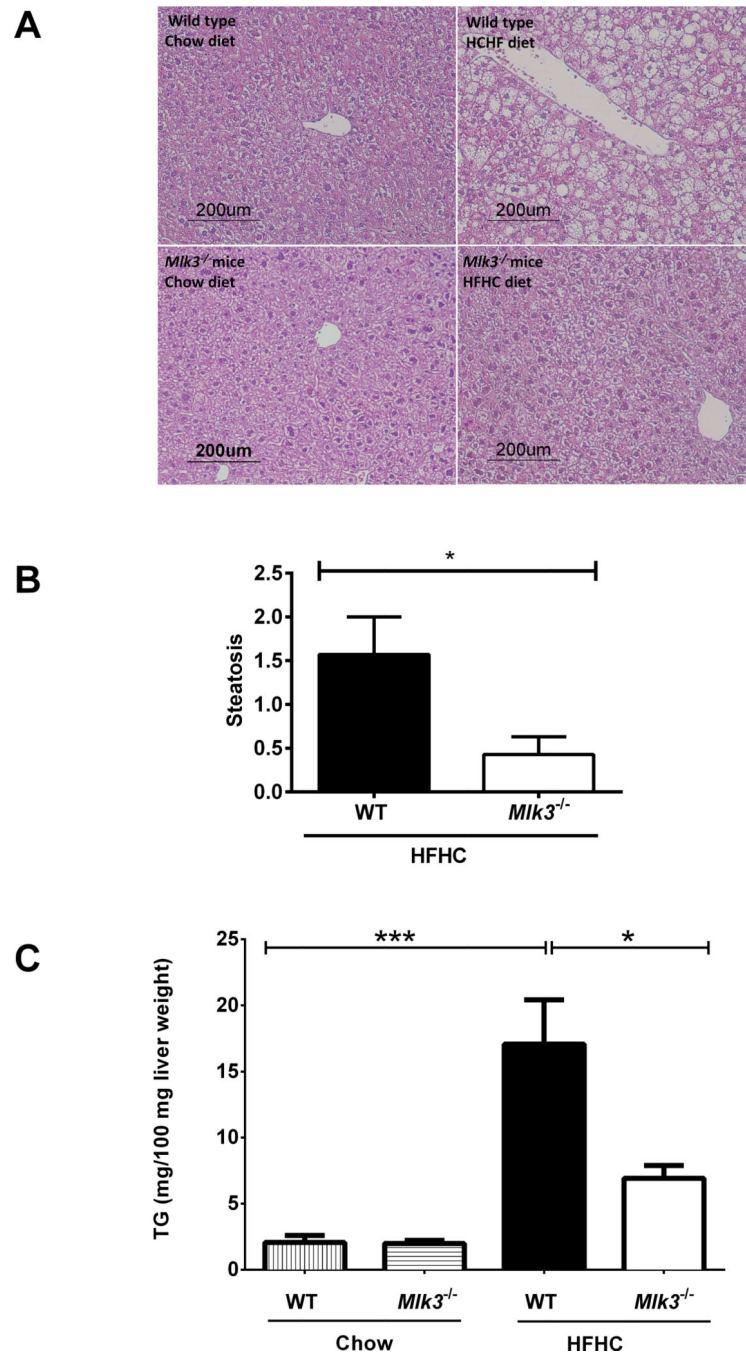 A
Wild type
Chow diet
200um
Wild type
HCHF diet
200um
Mlk3-/- mice
Chow diet
200um
Mlk3-/- mice
HFHC diet
200um
B
*
Steatosis
2.5
2.0
1.5
1.0
0.5
0.0
WT
Mlk3-/-
HFHC
C
***
*
TG (mg/100 mg liver weight)
25
20
15
10
5
0
WT
Mlk3-/-
WT
Mlk3-/-
Chow
HFHC